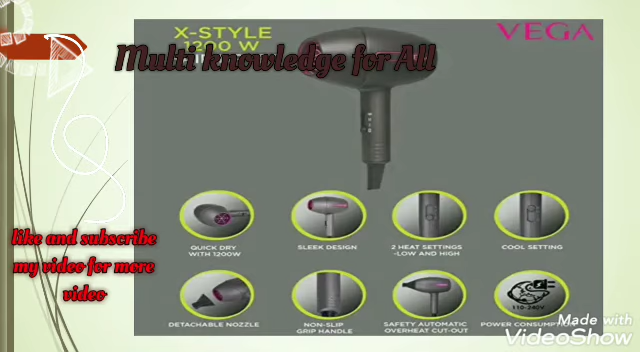 X-STYLE
VEGA
1200 W
Multi knowledge for All
QUICK DRY
WITH 1200W
SLEEK DESIGN
2 HEAT SETTINGS
-LOW AND HIGH
COOL SETTING
like and subscribe
my video for more
video
DETACHABLE NOZZLE
NON-SLIP
GRIP HANDLE
SAFETY AUTOMATIC
OVERHEAT CUT-OUT
110-240V
POWER CONSUMPTION
Made with
VideoShow